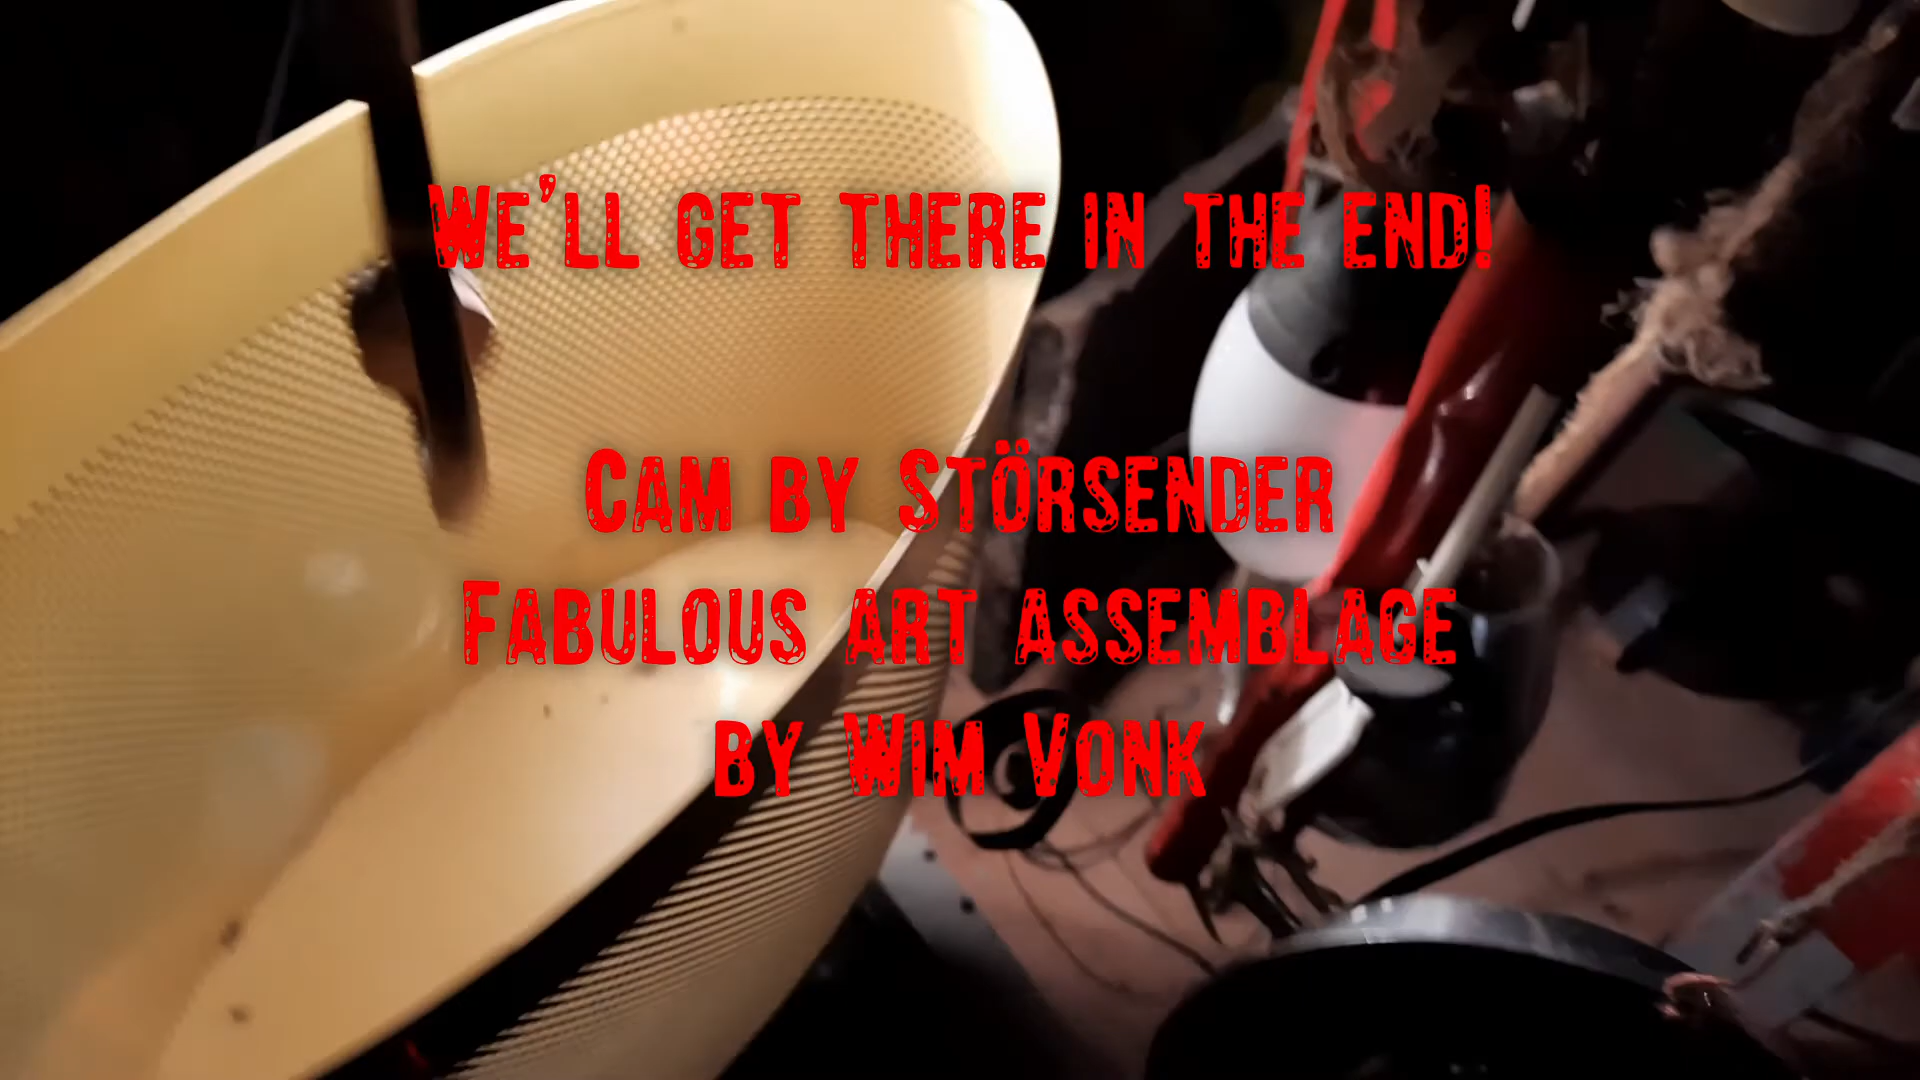 We'll get there in the end!
Cam by Störsender
Fabulous art assemblage
by Wim Vonk